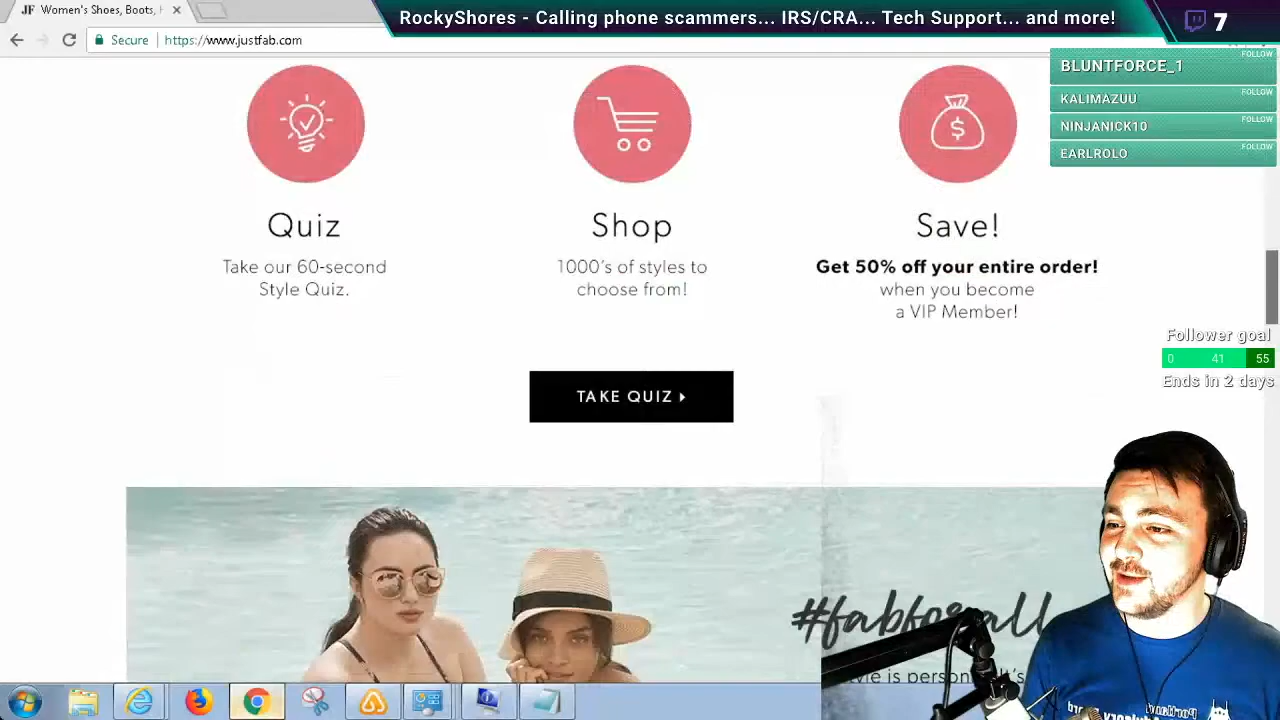 JF Women's Shoes, Boots,
RockyShores - Calling phone scammers... IRS/CRA... Tech Support... and more!
7
Secure
https://www.justfab.com
FOLLOW
BLUNTFORCE_1
FOLLOW
KALIMAZUU
FOLLOW
NINJANICK10
FOLLOW
EARLROLO
Quiz
Take our 60-second
Style Quiz.
Shop
1000's of styles to
choose from!
Save!
Get 50% off your entire order!
when you become
a VIP Member!
Follower goal
0 41 55
Ends in 2 days
TAKE QUIZ
#fabforall
is